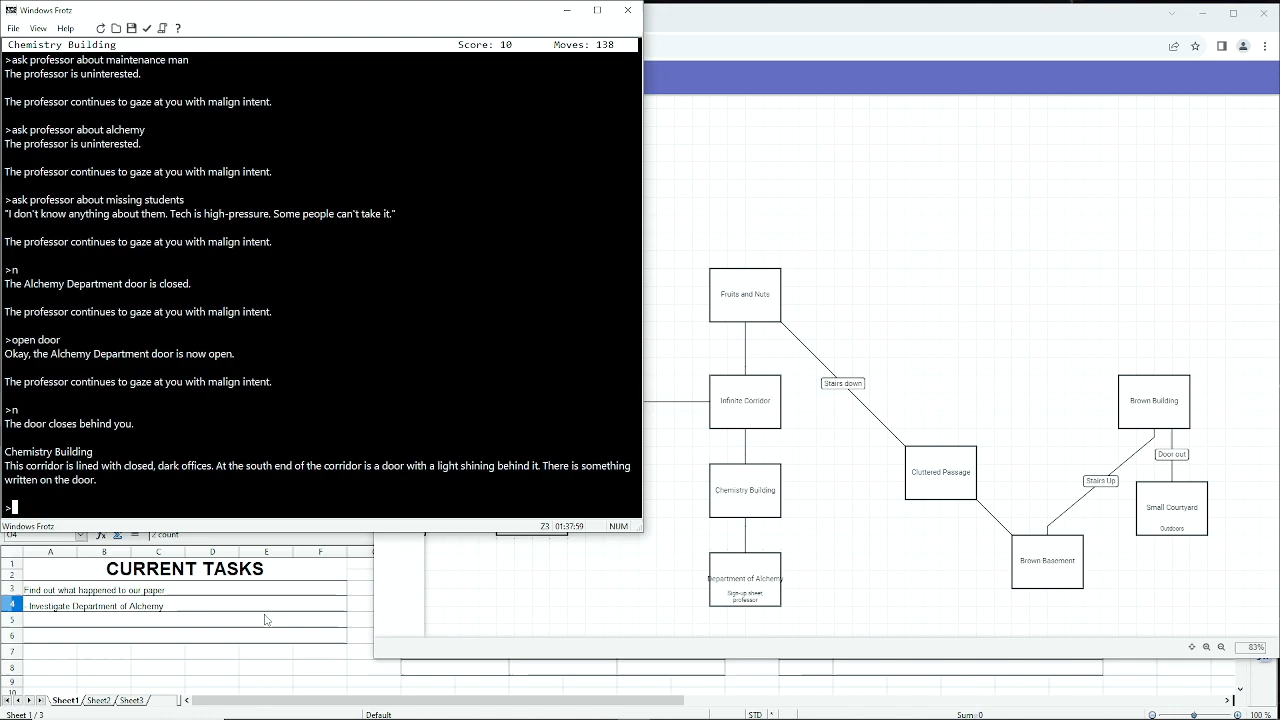 Windows Frotz
File View Help
Chemistry Building Score: 10 Moves: 138
>ask professor about maintenance man
The professor is uninterested.
The professor continues to gaze at you with malign intent.
>ask professor about alchemy
The professor is uninterested.
The professor continues to gaze at you with malign intent.
>ask professor about missing students
"I don't know anything about them. Tech is high-pressure. Some people can't take it."
The professor continues to gaze at you with malign intent.
>n
The Alchemy Department door is closed.
The professor continues to gaze at you with malign intent.
>open door
Okay, the Alchemy Department door is now open.
The professor continues to gaze at you with malign intent.
>n
The door closes behind you.
Chemistry Building
This corridor is lined with closed, dark offices. At the south end of the corridor is a door with a light shining behind it. There is something
written on the door.
>
Windows Frotz Z3 01:37:59 NUM
Fruits and Nuts
Stairs down
Infinite Corridor
Brown Building
Door out
Cluttered Passage
Stairs Up
Chemistry Building
Small Courtyard
Outdoors
Brown Basement
Department of Alchemy
Sign-up sheet,
professor
83%
A B C D E F
1 CURRENT TASKS
2
3 Find out what happened to our paper
4 Investigate Department of Alchemy
5
6
7
8
9
10
Sheet1 Sheet2 Sheet3
Sheet 1 / 3 Default STD * Sum=0 100 %